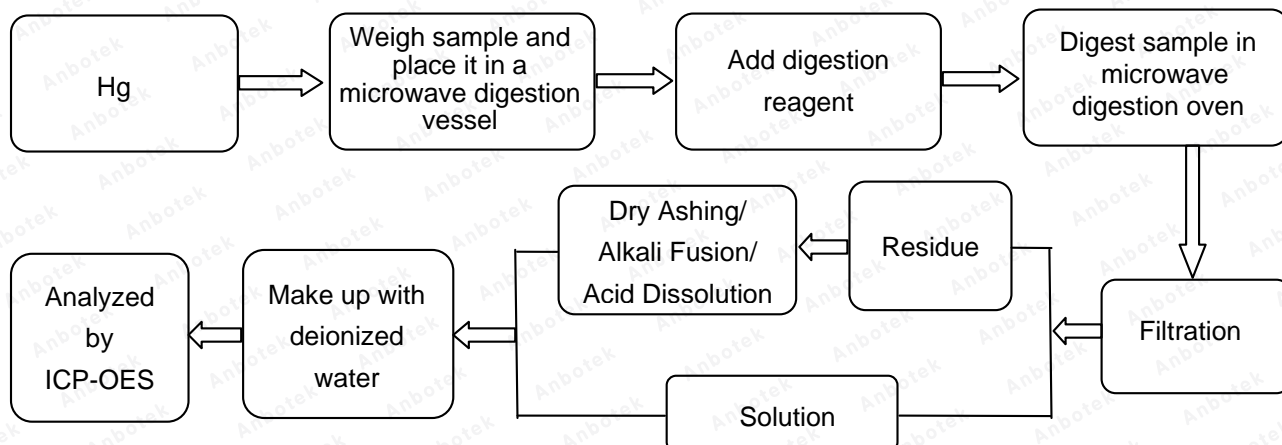 Hg
Weigh sample and
place it in a
microwave digestion
vessel
Add digestion
reagent
Digest sample in
microwave
digestion oven
Filtration
Residue
Dry Ashing/
Alkali Fusion/
Acid Dissolution
Solution
Make up with
deionized
water
Analyzed
by
ICP-OES
Anbotek